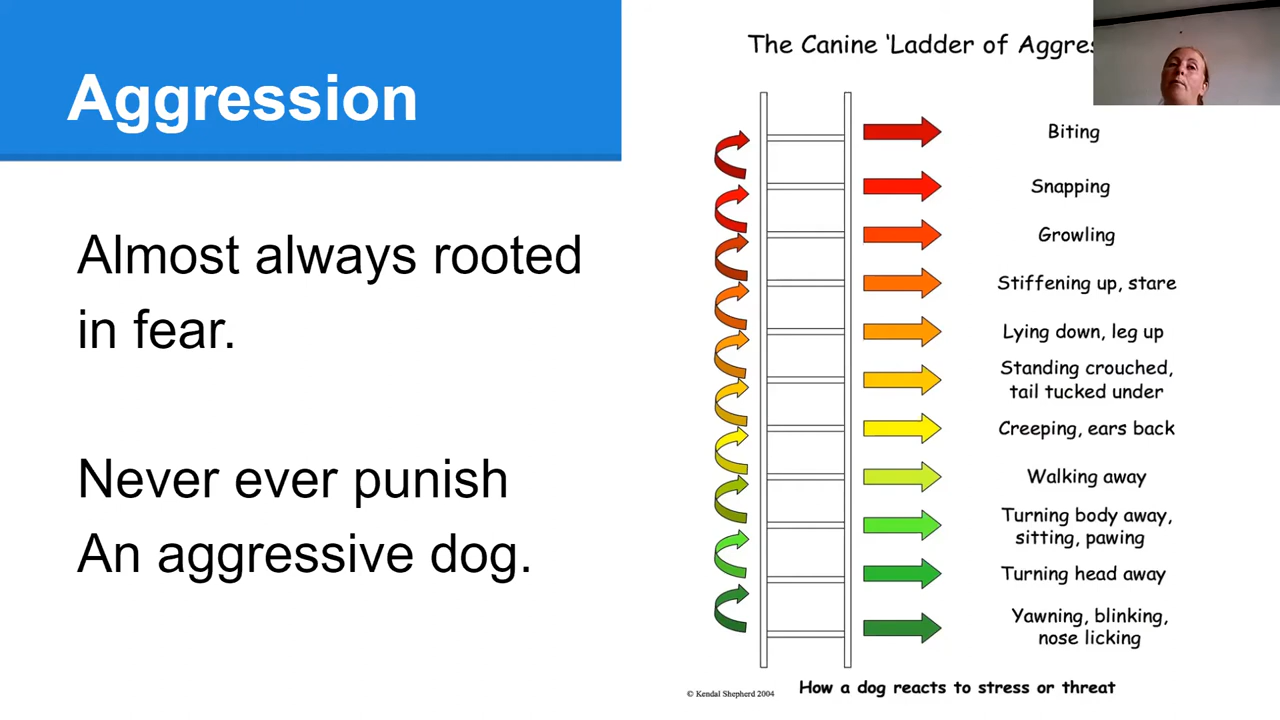 Aggression
Almost always rooted
in fear.
Never ever punish
An aggressive dog.
The Canine ‘Ladder of Aggres
Biting
Snapping
Growling
Stiffening up, stare
Lying down, leg up
Standing crouched,
tail tucked under
Creeping, ears back
Walking away
Turning body away,
sitting, pawing
Turning head away
Yawning, blinking,
nose licking
© Kendal Shepherd 2004
How a dog reacts to stress or threat